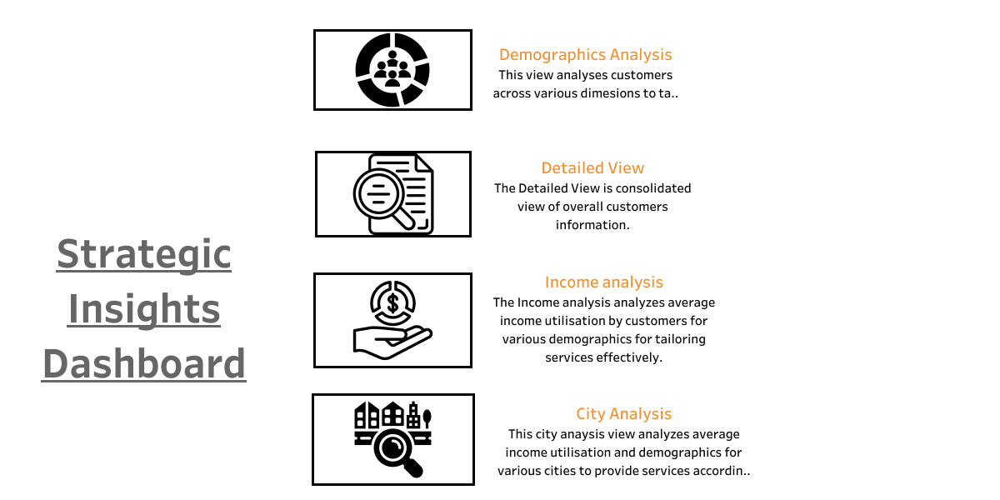 Strategic
Insights
Dashboard
Demographics Analysis
This view analyses customers
across various dimesions to ta..
Detailed View
The Detailed View is consolidated
view of overall customers
information.
Income analysis
The Income analysis analyzes average
income utilisation by customers for
various demographics for tailoring
services effectively.
City Analysis
This city anaysis view analyzes average
income utilisation and demographics for
various cities to provide services accordin..
$